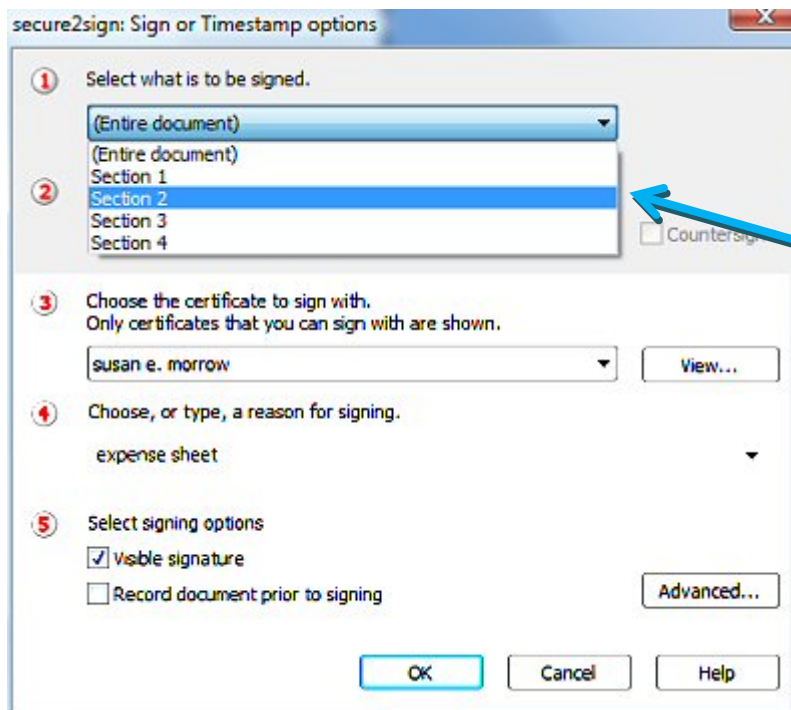 secure2sign: Sign or Timestamp options
1 Select what is to be signed.
(Entire document)
(Entire document)
Section 1
2
Section 2
Section 3
Section 4
3 Choose the certificate to sign with.
Only certificates that you can sign with are shown.
susan e. morrow View...
4 Choose, or type, a reason for signing.
expense sheet
5 Select signing options
Visible signature
Record document prior to signing Advanced...
OK Cancel Help